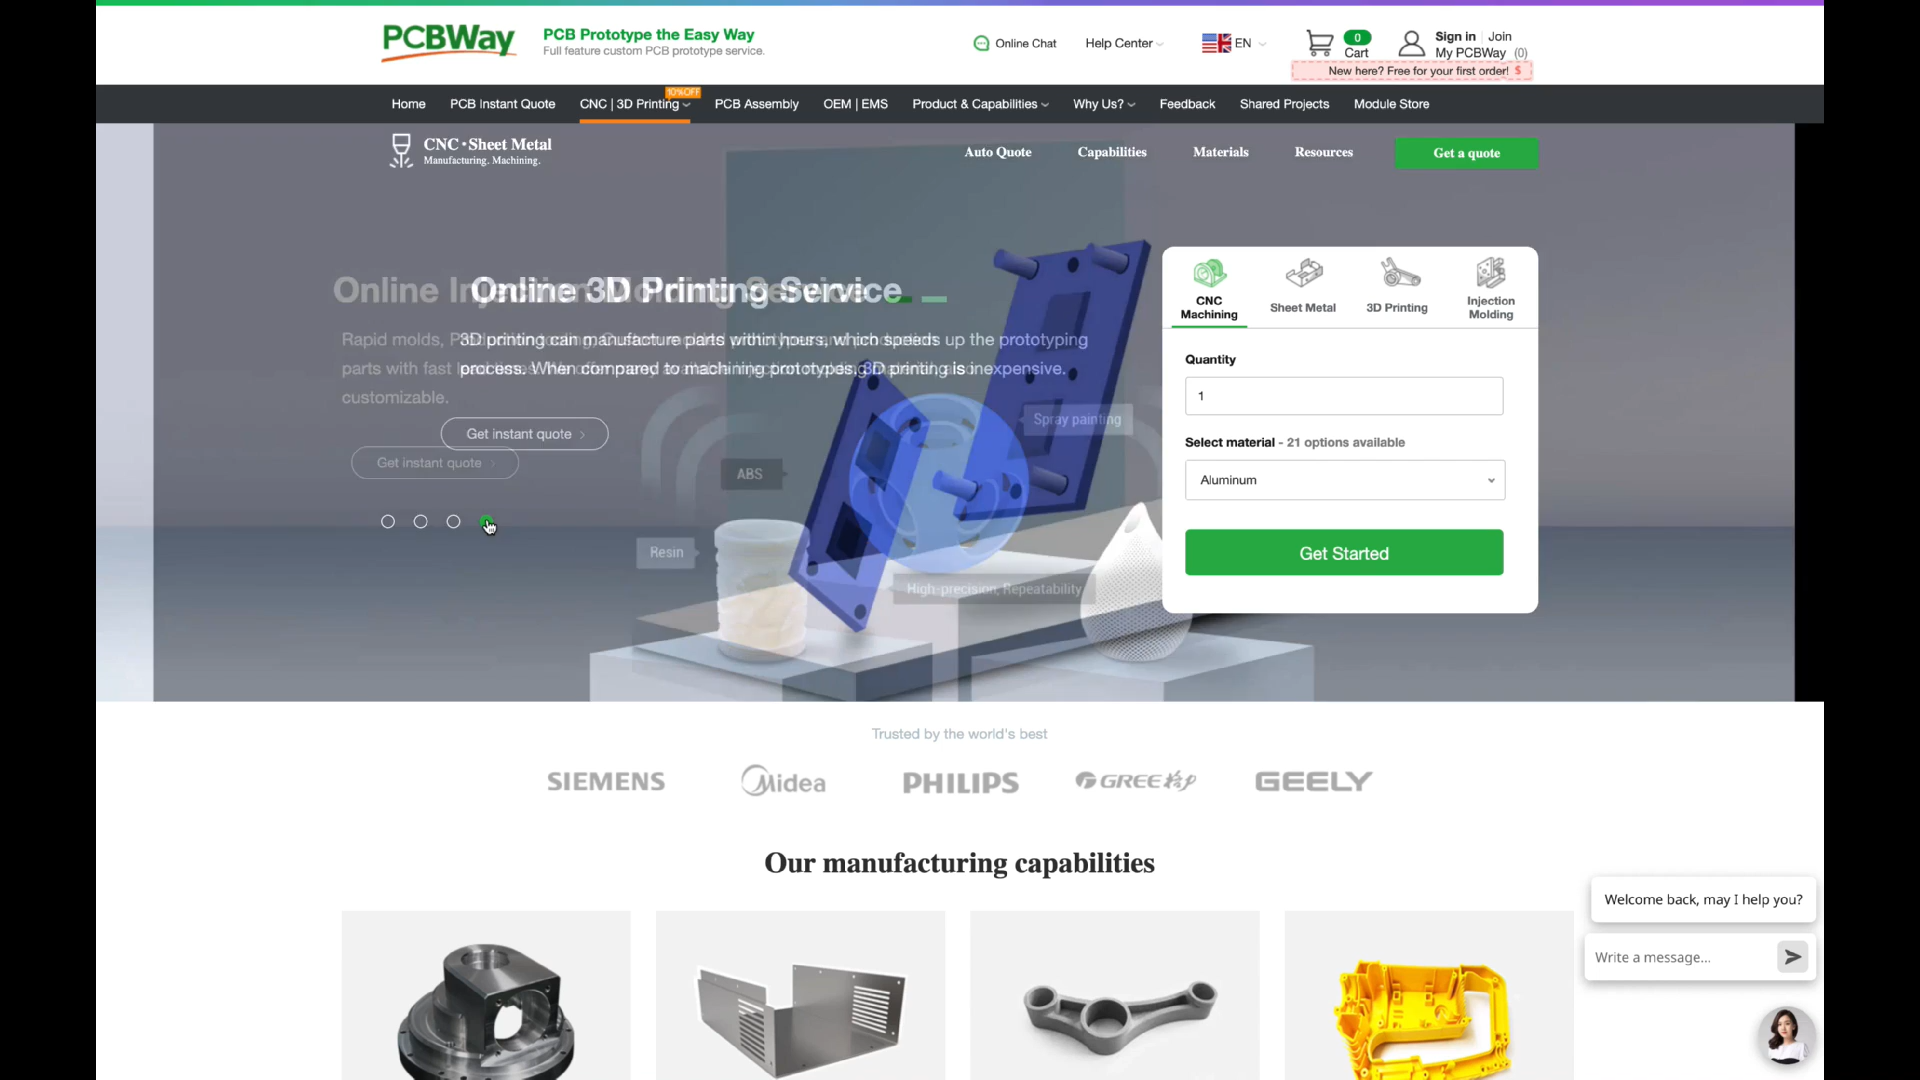 PCBWay
PCB Prototype the Easy Way
Full feature custom PCB prototype service.
Online Chat
Help Center
EN
0
Cart
Sign in
Join
My PCBWay (0)
New here? Free for your first order! $
10%OFF
Home
PCB Instant Quote
CNC | 3D Printing
PCB Assembly
OEM | EMS
Product & Capabilities
Why Us?
Feedback
Shared Projects
Module Store
CNC · Sheet Metal
Manufacturing. Machining.
Auto Quote
Capabilities
Materials
Resources
Get a quote
Online 3D Printing Service
3D printing can manufacture parts within hours, which speeds up the prototyping
process. When compared to machining prototypes, 3D printing is inexpensive.
Get instant quote
Online
Rapid molds,
parts with fast
customizable.
Get instant quote
Spray painting
ABS
Resin
High-precision, Repeatability
CNC
Machining
Sheet Metal
3D Printing
Injection
Molding
Quantity
1
Select material - 21 options available
Aluminum
Get Started
Trusted by the world's best
SIEMENS
Midea
PHILIPS
GREE格力
GEELY
Our manufacturing capabilities
Welcome back, may I help you?
Write a message...